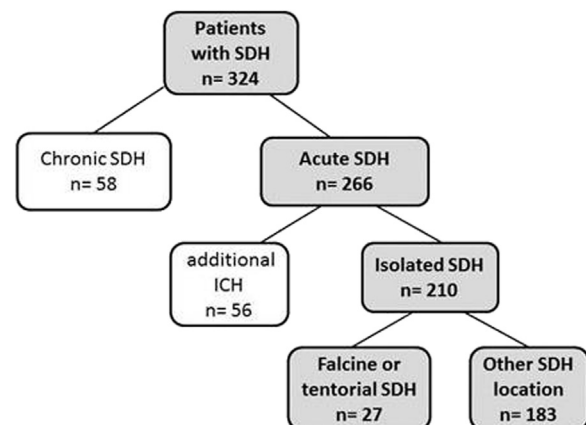 Patients
with SDH
n= 324
Chronic SDH
n= 58
Acute SDH
n= 266
additional
ICH
n= 56
Isolated SDH
n= 210
Falcine or
tentorial SDH
n= 27
Other SDH
location
n= 183